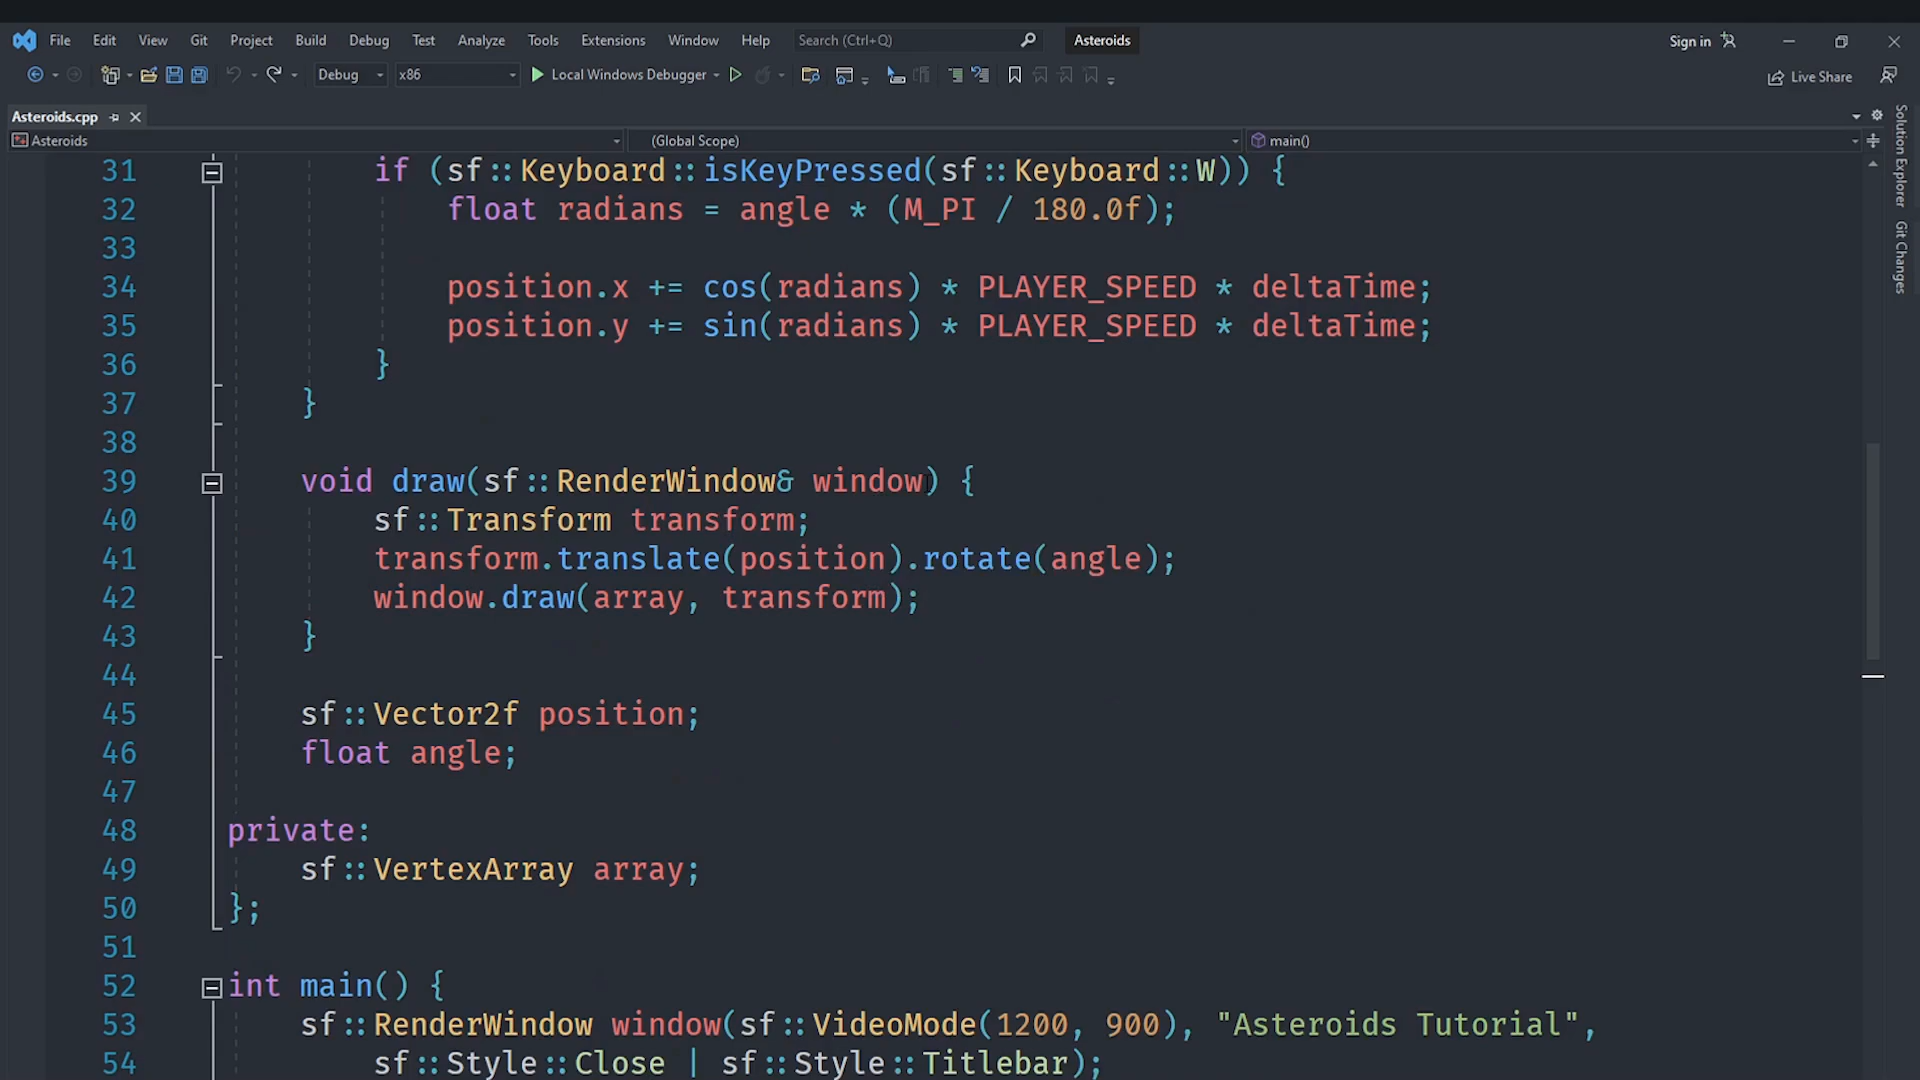 File Edit View Git Project Build Debug Test Analyze Tools Extensions Window Help Search (Ctrl+Q) Asteroids Sign in
Debug x86 Local Windows Debugger Live Share
Asteroids.cpp
Asteroids (Global Scope) main()
Solution Explorer
Git Changes
31 if (sf::Keyboard::isKeyPressed(sf::Keyboard::W)) {
32 float radians = angle * (M_PI / 180.0f);
33
34 position.x += cos(radians) * PLAYER_SPEED * deltaTime;
35 position.y += sin(radians) * PLAYER_SPEED * deltaTime;
36 }
37 }
38
39 void draw(sf::RenderWindow& window) {
40 sf::Transform transform;
41 transform.translate(position).rotate(angle);
42 window.draw(array, transform);
43 }
44
45 sf::Vector2f position;
46 float angle;
47
48 private:
49 sf::VertexArray array;
50 };
51
52 int main() {
53 sf::RenderWindow window(sf::VideoMode(1200, 900), "Asteroids Tutorial",
54 sf::Style::Close | sf::Style::Titlebar);